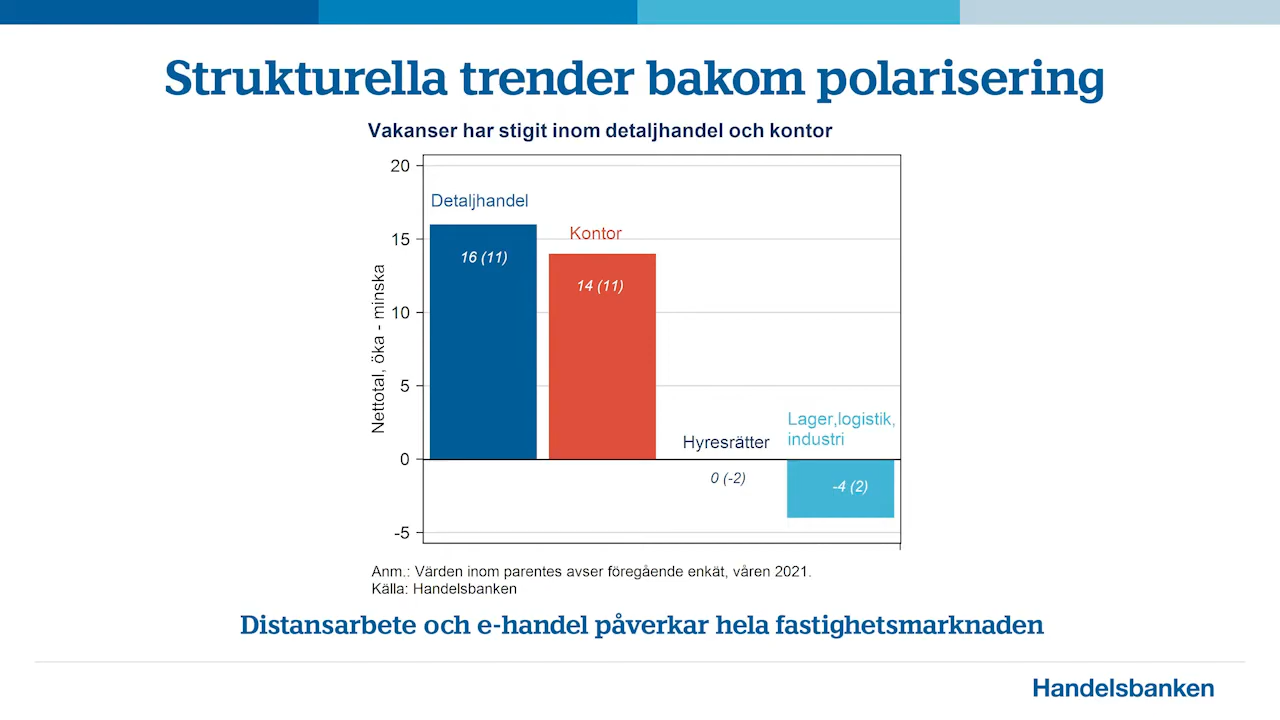 Strukturella trender bakom polarisering
Vakanser har stigit inom detaljhandel och kontor
Nettotal, öka - minska
20
15
10
5
0
-5
Detaljhandel
16 (11)
Kontor
14 (11)
Hyresrätter
0 (-2)
Lager,logistik,
industri
-4 (2)
Anm.: Värden inom parentes avser föregående enkät, våren 2021.
Källa: Handelsbanken
Distansarbete och e-handel påverkar hela fastighetsmarknaden
Handelsbanken